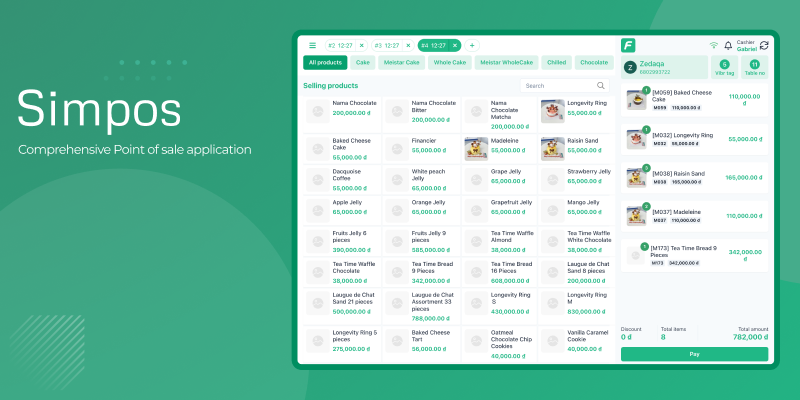 Simpos
Comprehensive Point of sale application
#2 12:27 ×
#3 12:27 ×
#4 12:27 ×
+
Cashier
Gabriel
All products
Cake
Meistar Cake
Whole Cake
Meistar WholeCake
Chilled
Chocolate
Selling products
Search
Nama Chocolate
200,000.00 đ
Nama Chocolate
Bitter
200,000.00 đ
Nama
Chocolate
Matcha
200,000.00 đ
Longevity Ring
55,000.00 đ
Baked Cheese
Cake
55,000.00 đ
Financier
55,000.00 đ
Madeleine
55,000.00 đ
Raisin Sand
55,000.00 đ
Dacquoise
Coffee
55,000.00 đ
White peach
Jelly
65,000.00 đ
Grape Jelly
65,000.00 đ
Strawberry Jelly
65,000.00 đ
Apple Jelly
65,000.00 đ
Orange Jelly
65,000.00 đ
Grapefruit Jelly
65,000.00 đ
Mango Jelly
65,000.00 đ
Fruits Jelly 6
pieces
390,000.00 đ
Fruits Jelly 9
pieces
585,000.00 đ
Tea Time Waffle
Almond
38,000.00 đ
Tea Time Waffle
White Chocolate
38,000.00 đ
Tea Time Waffle
Chocolate
38,000.00 đ
Tea Time Bread
9 Pieces
342,000.00 đ
Tea Time Bread
16 Pieces
608,000.00 đ
Laugue de Chat
Sand 8 pieces
200,000.00 đ
Laugue de Chat
Sand 21 pieces
500,000.00 đ
Laugue de Chat
Assortment 33
pieces
768,000.00 đ
Longevity Ring
S
430,000.00 đ
Longevity Ring
M
830,000.00 đ
Longevity Ring 5
pieces
275,000.00 đ
Baked Cheese
Tart
56,000.00 đ
Oatmeal
Chocolate Chip
Cookies
40,000.00 đ
Vanilla Caramel
Cookie
40,000.00 đ
Z
Zedaqa
6602993722
5
Vibr tag
11
Table no
1
[M059] Baked Cheese
Cake
M059 110,000.00 đ
110,000.00
đ
1
[M032] Longevity Ring
M032 55,000.00 đ
55,000.00 đ
3
[M038] Raisin Sand
M038 165,000.00 đ
165,000.00 đ
2
[M037] Madeleine
M037 110,000.00 đ
110,000.00 đ
1
[M173] Tea Time Bread 9
Pieces
M173 342,000.00 đ
342,000.00
đ
Discount
0 đ
Total items
8
Total amount
782,000 đ
Pay